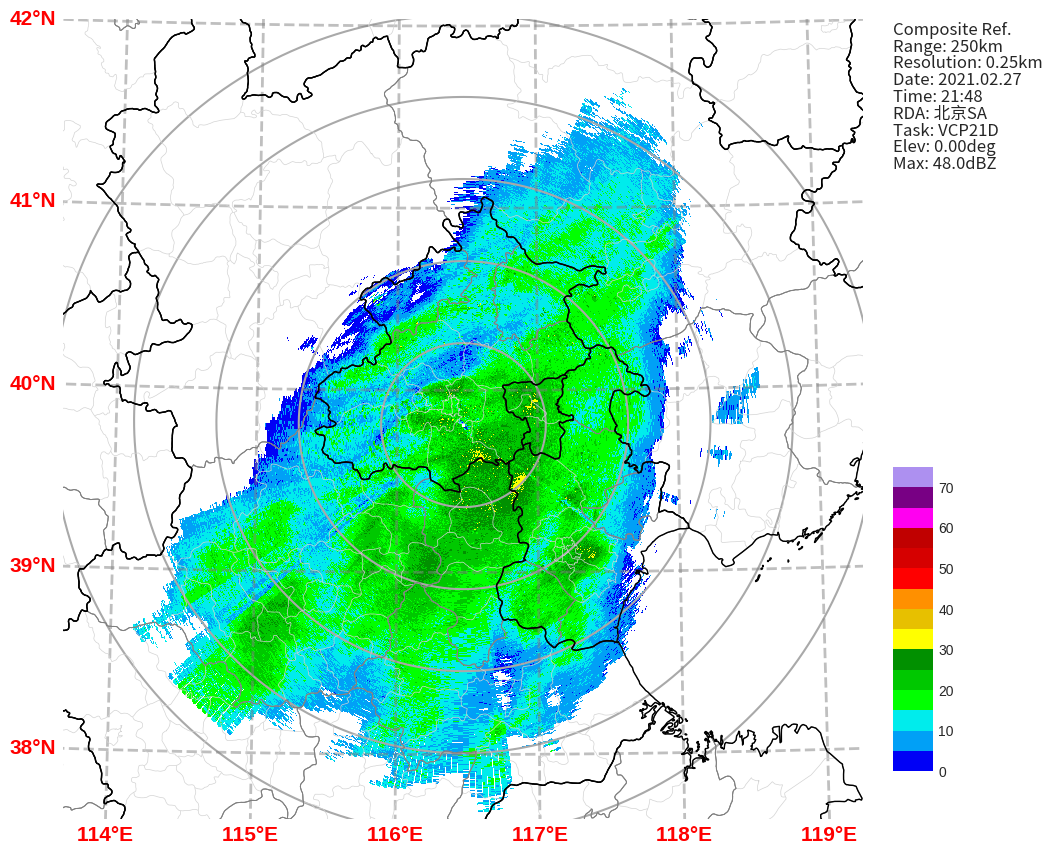 42°N
41°N
40°N
39°N
38°N
114°E
115°E
116°E
117°E
118°E
119°E
Composite Ref.
Range: 250km
Resolution: 0.25km
Date: 2021.02.27
Time: 21:48
RDA: 北京SA
Task: VCP21D
Elev: 0.00deg
Max: 48.0dBZ
70
60
50
40
30
20
10
0